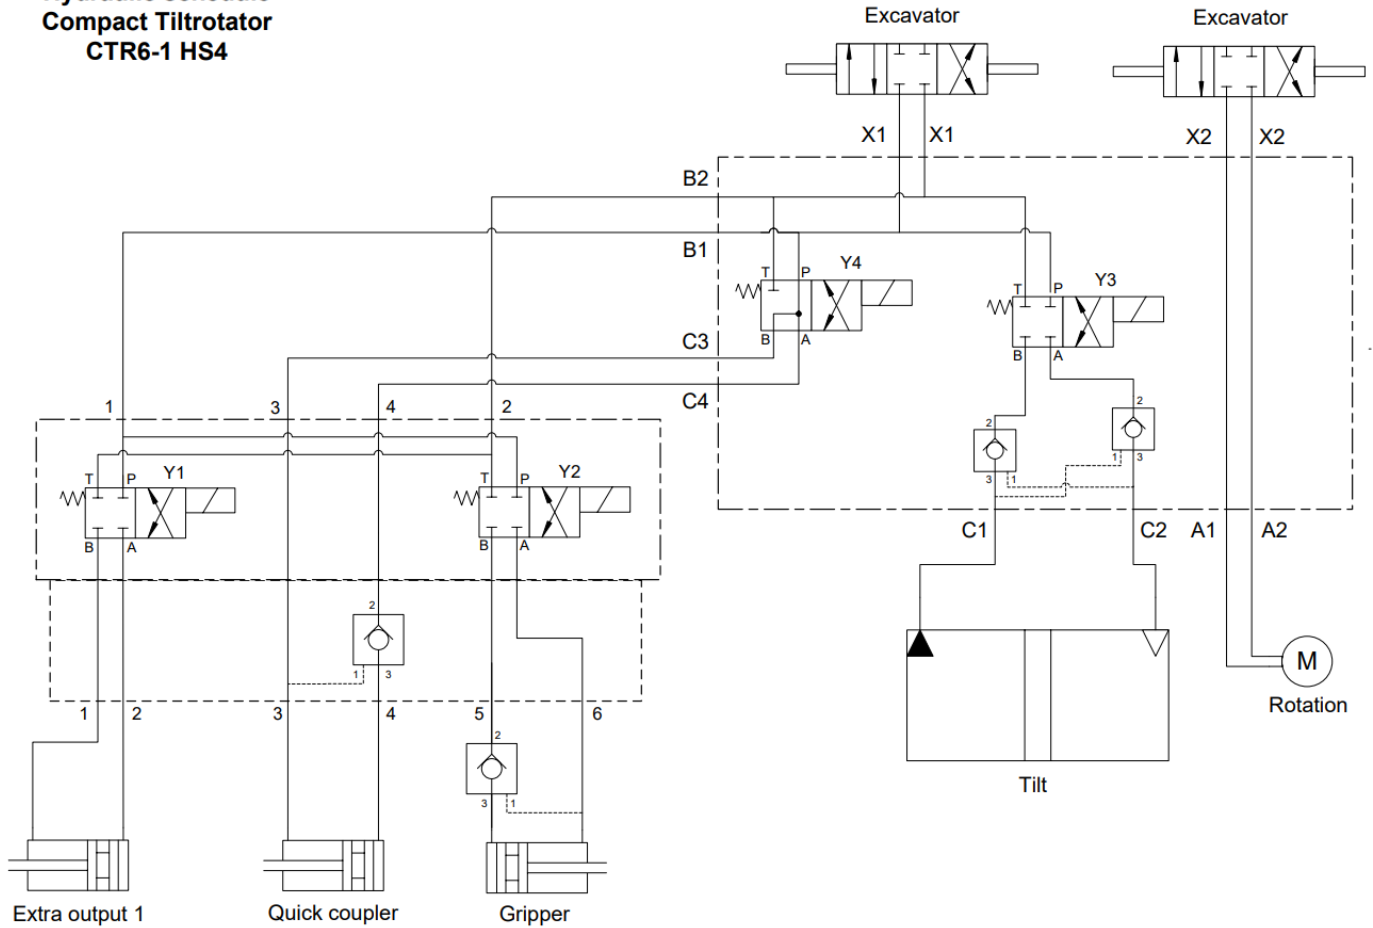 Compact Tiltrotator
CTR6-1 HS4
Excavator
Excavator
X1
X1
X2
X2
B2
B1
T
P
Y4
B
A
T
P
Y3
B
A
C3
C4
1
3
4
2
T
P
Y1
B
A
T
P
Y2
B
A
2
1
3
2
3
1
C1
C2
A1
A2
2
1
3
1
2
3
4
5
6
2
3
1
M
Rotation
Tilt
Extra output 1
Quick coupler
Gripper